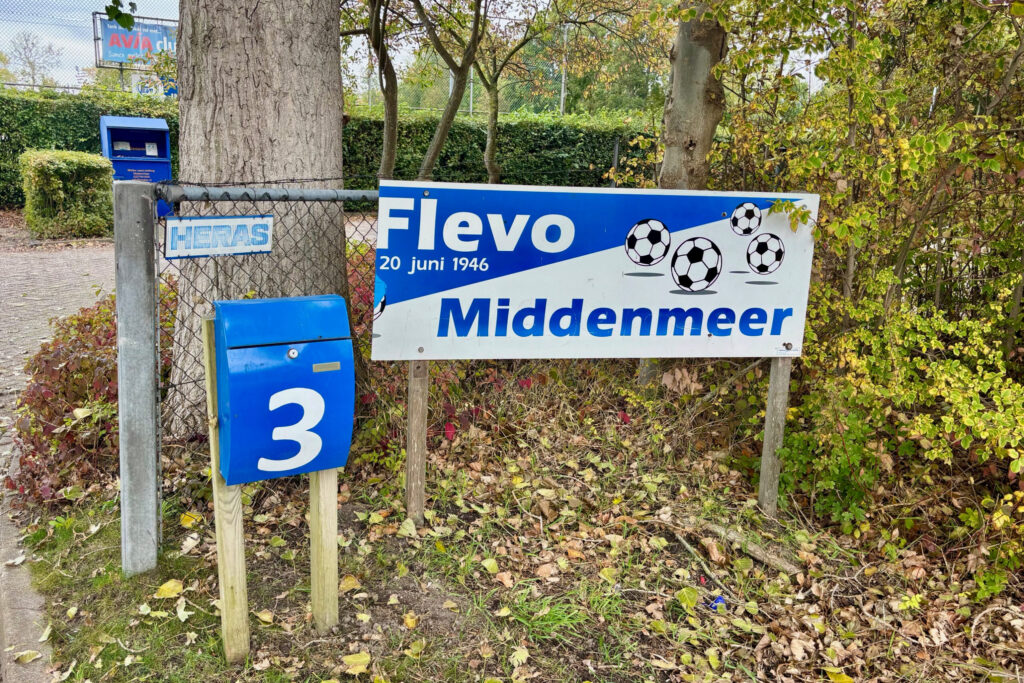 AVIA
HERAS
Flevo
20 juni 1946
Middenmeer
3